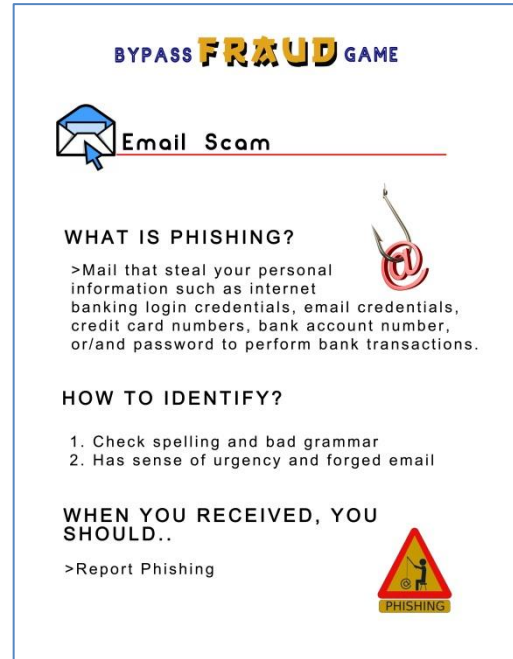 BYPASS FRAUD GAME
Email Scam
WHAT IS PHISHING?
>Mail that steal your personal
information such as internet
banking login credentials, email credentials,
credit card numbers, bank account number,
or/and password to perform bank transactions.
HOW TO IDENTIFY?
1. Check spelling and bad grammar
2. Has sense of urgency and forged email
WHEN YOU RECEIVED, YOU
SHOULD..
>Report Phishing
PHISHING